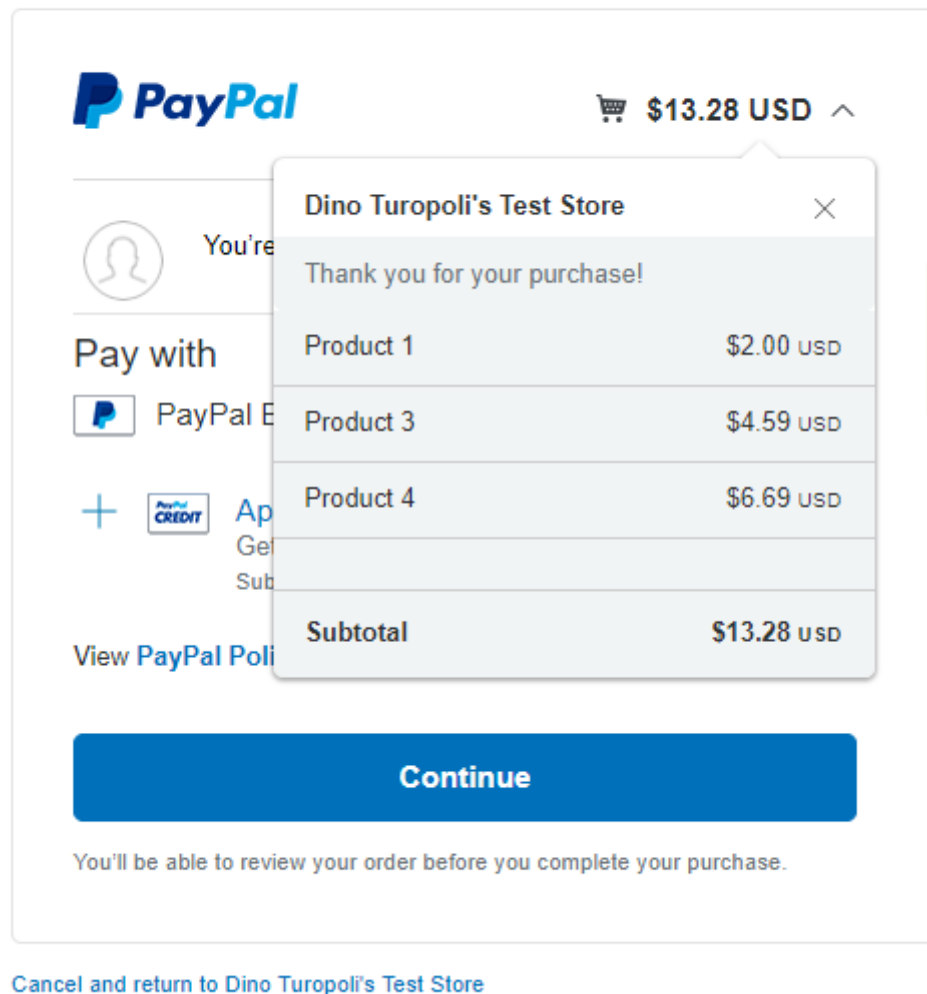 PayPal
$13.28 USD
Dino Turopoli's Test Store
You're
Thank you for your purchase!
Pay with
Product 1 $2.00 USD
PayPal
Product 3 $4.59 USD
PayPal CREDIT
Product 4 $6.69 USD
Subtotal $13.28 USD
View PayPal
Continue
You'll be able to review your order before you complete your purchase.
Cancel and return to Dino Turopoli's Test Store